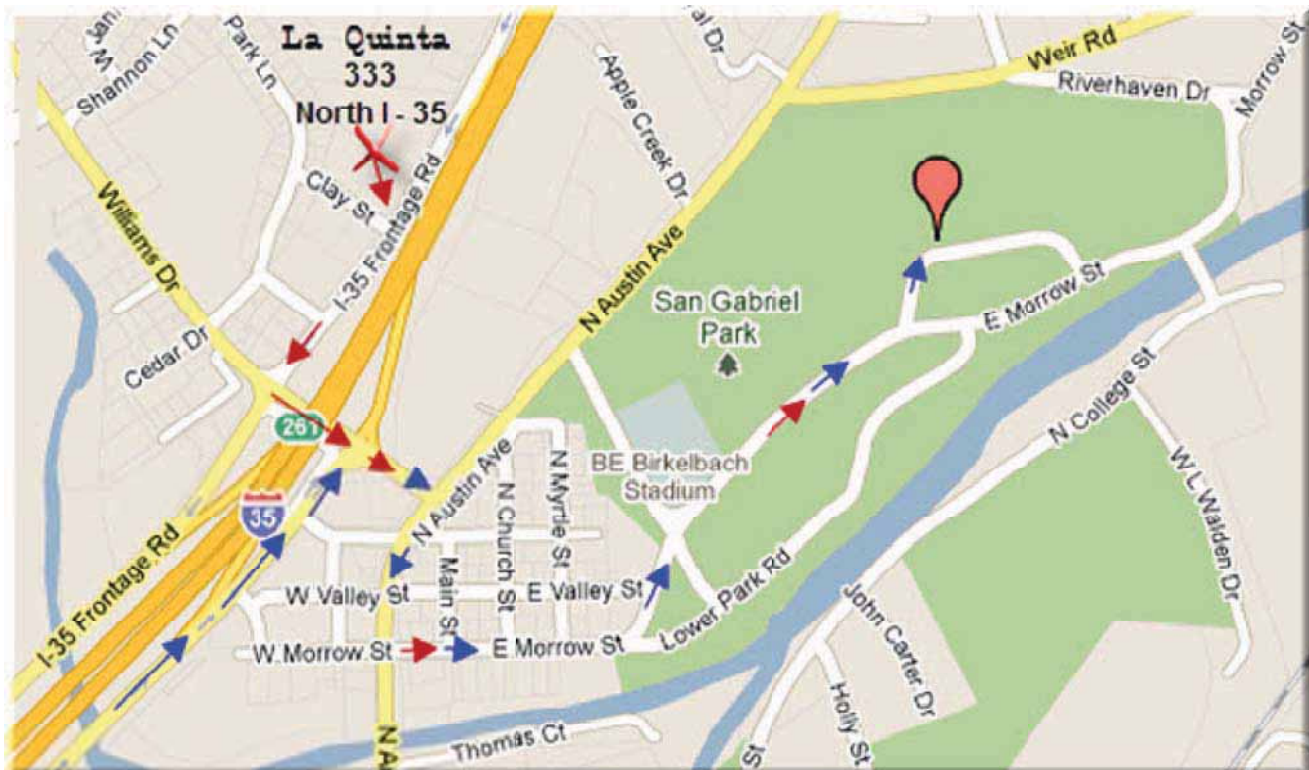 La Quinta
333
North I - 35
Shannon Ln
Park Ln
Apple Creek Dr
Weir Rd
Riverhaven Dr
Morrow St
Clay St
I-35 Frontage Rd
Williams Dr
N Austin Ave
San Gabriel
Park
E Morrow St
Cedar Dr
261
35
N Austin Ave
BE Birkelbach
Stadium
N College St
W L Walden Dr
N Church St
N Myrtle St
Main St
I-35 Frontage Rd
W Valley St
E Valley St
Lower Park Rd
John Carter Dr
W Morrow St
E Morrow St
Holly St
Thomas Ct
N A
St